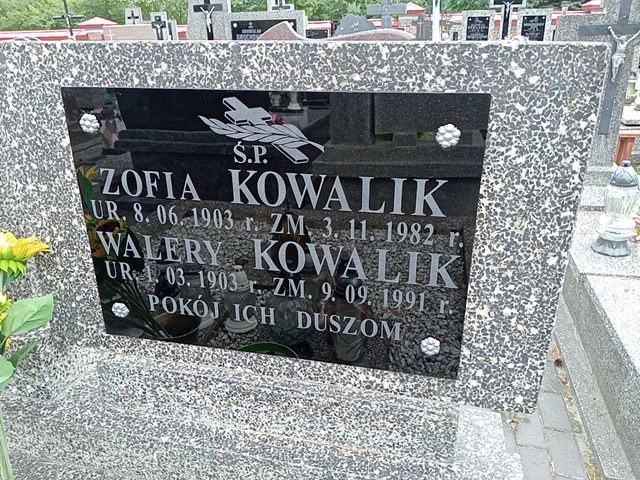 Ś.P.
ZOFIA KOWALIK
UR. 8. 06. 1903 r. ZM. 3. 11. 1982 r.
WALERY KOWALIK
UR. 1. 03. 1903 r. ZM. 9. 09. 1991 r.
POKÓJ ICH DUSZOM